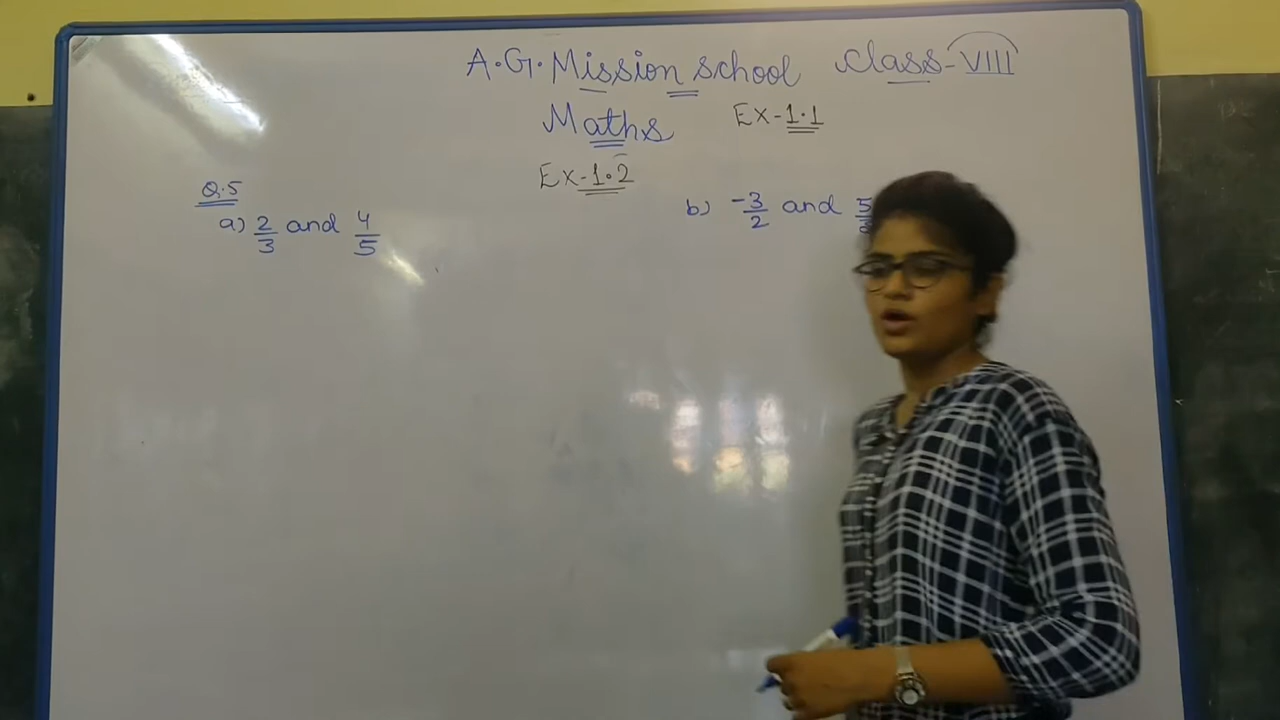 A.G. Mission school Class-VIII
Maths Ex-1.1
Ex-1.2
Q.5
a) 2/3 and 4/5
b) -3/2 and 5/